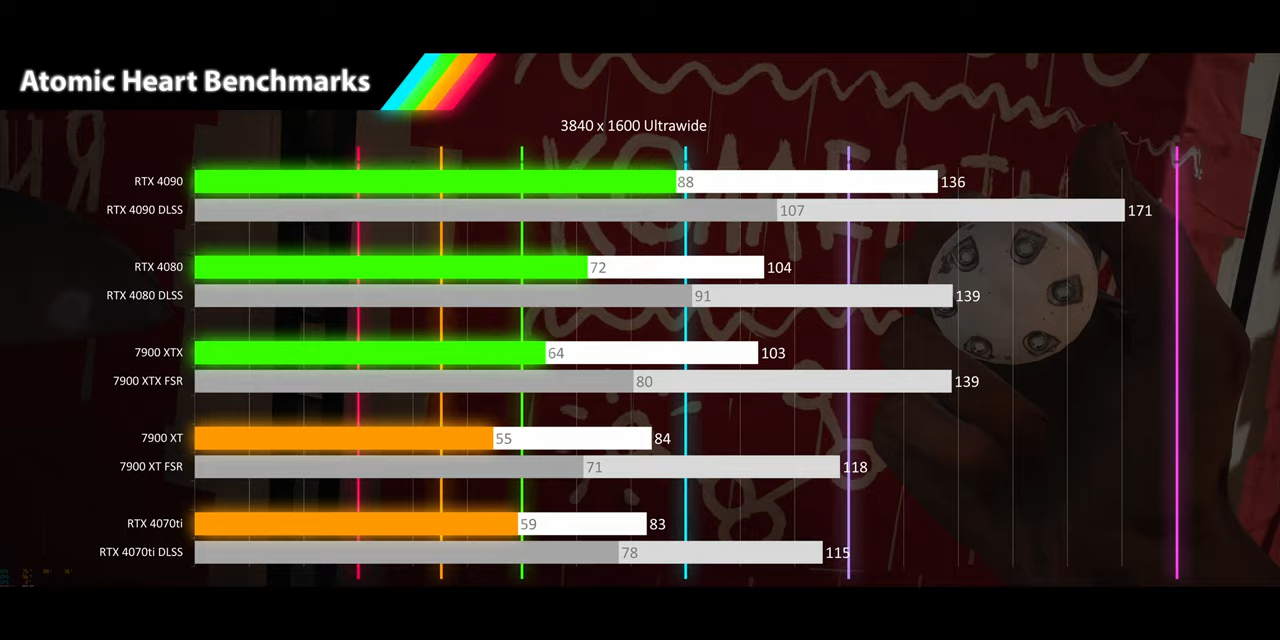 Atomic Heart Benchmarks
3840 x 1600 Ultrawide
RTX 4090 88 136
RTX 4090 DLSS 107 171
RTX 4080 72 104
RTX 4080 DLSS 91 139
7900 XTX 64 103
7900 XTX FSR 80 139
7900 XT 55 84
7900 XT FSR 71 118
RTX 4070ti 59 83
RTX 4070ti DLSS 78 115